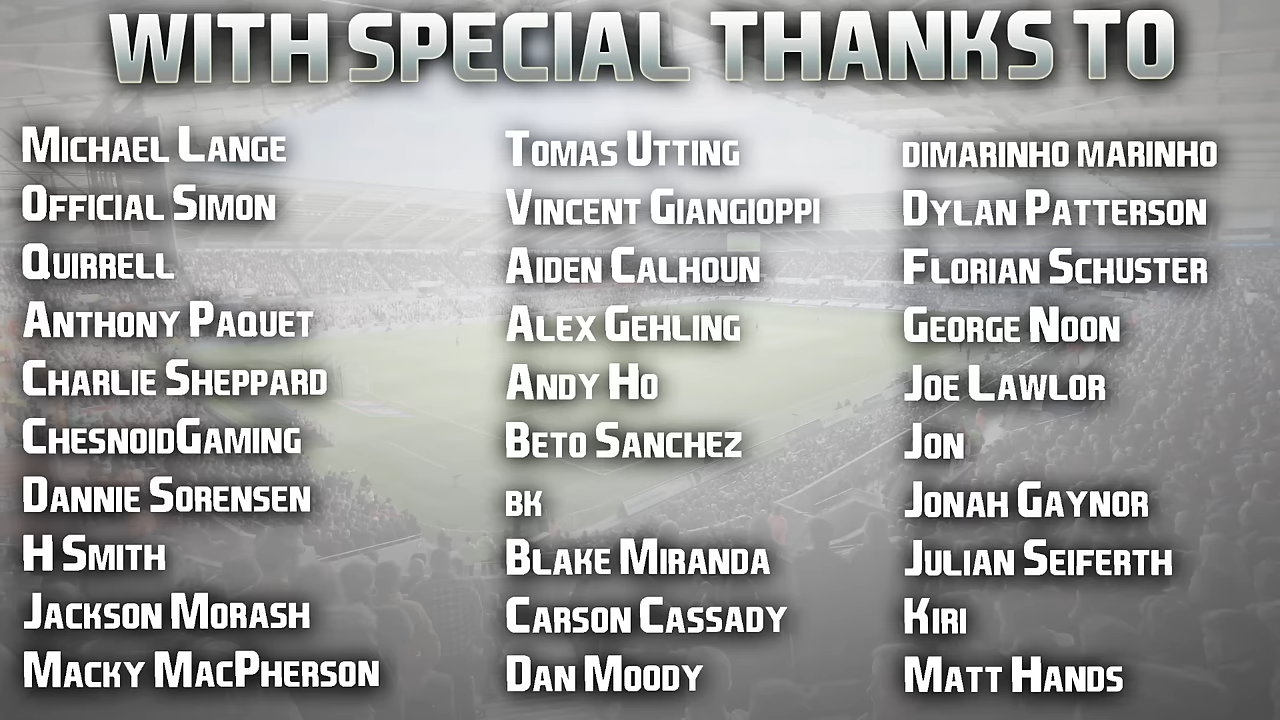 WITH SPECIAL THANKS TO
Michael Lange
Official Simon
Quirrell
Anthony Paquet
Charlie Sheppard
ChesnoidGaming
Dannie Sorensen
H Smith
Jackson Morash
Macky MacPherson
Tomas Utting
Vincent Giangioppi
Aiden Calhoun
Alex Gehling
Andy Ho
Beto Sanchez
bk
Blake Miranda
Carson Cassady
Dan Moody
dimarinho marinho
Dylan Patterson
Florian Schuster
George Noon
Joe Lawlor
Jon
Jonah Gaynor
Julian Seiferth
Kiri
Matt Hands